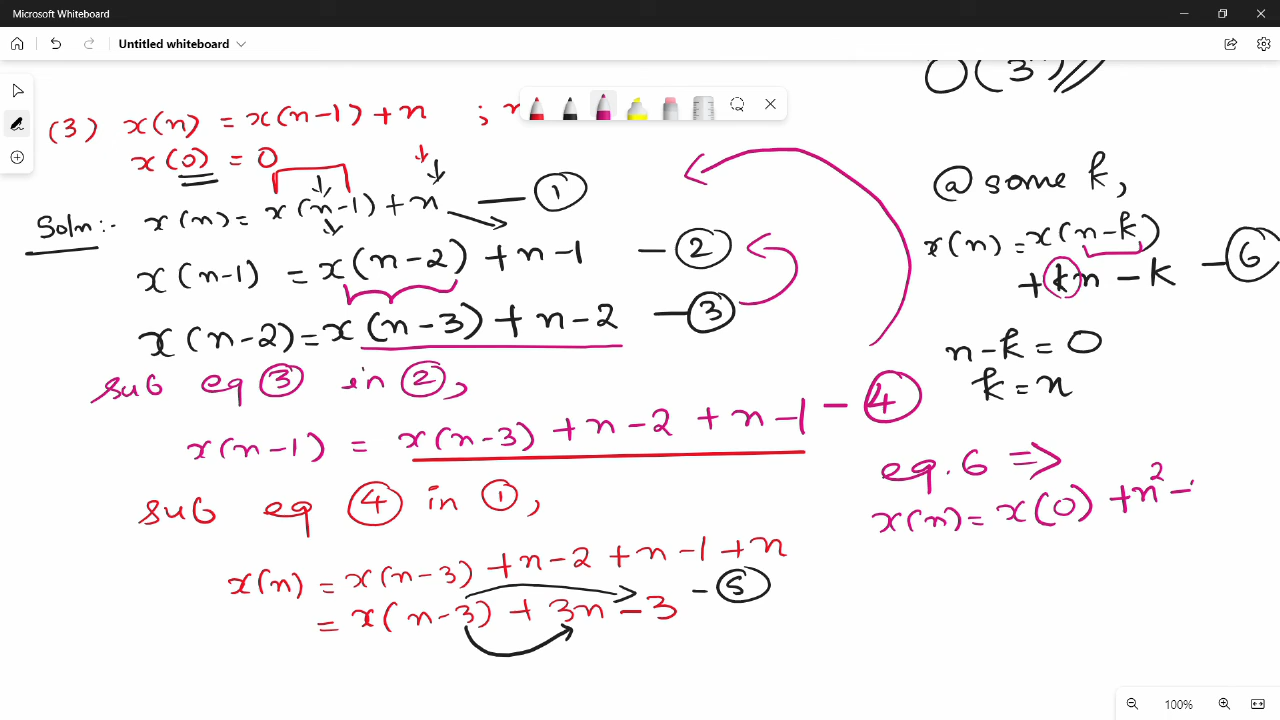 Microsoft Whiteboard
Untitled whiteboard
(3) x(n) = x(n-1) + n ;
x(0) = 0
Soln:- x(n) = x(n-1) + n — ①
x(n-1) = x(n-2) + n-1 — ②
x(n-2) = x(n-3) + n-2 — ③
sub eq ③ in ②,
x(n-1) = x(n-3) + n-2 + n-1 — ④
sub eq ④ in ①,
x(n) = x(n-3) + n-2 + n-1 + n
= x(n-3) + 3n - 3 — ⑤
@ some k,
x(n) = x(n-k)
+ kn - k — ⑥
n-k = 0
k = n
eq. 6 =>
x(n) = x(0) + n² -
100%